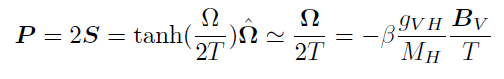 𝑷 = 2𝑺 = tanh(Ω/2T)𝛀̂ ≃ 𝛀/2T = −β g_{VH}/M_H 𝑩_V/T